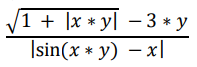 √1 + |x * y| − 3 * y
|sin(x * y) − x|